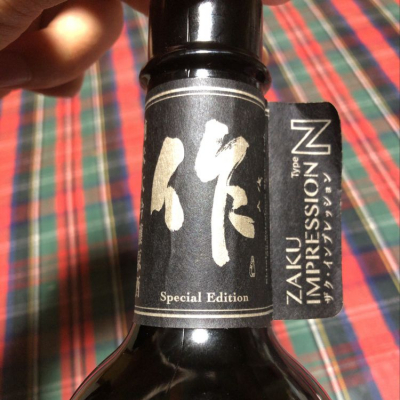 作
Special Edition
ZAKU
IMPRESSION
Type N
ザク・インプレッション